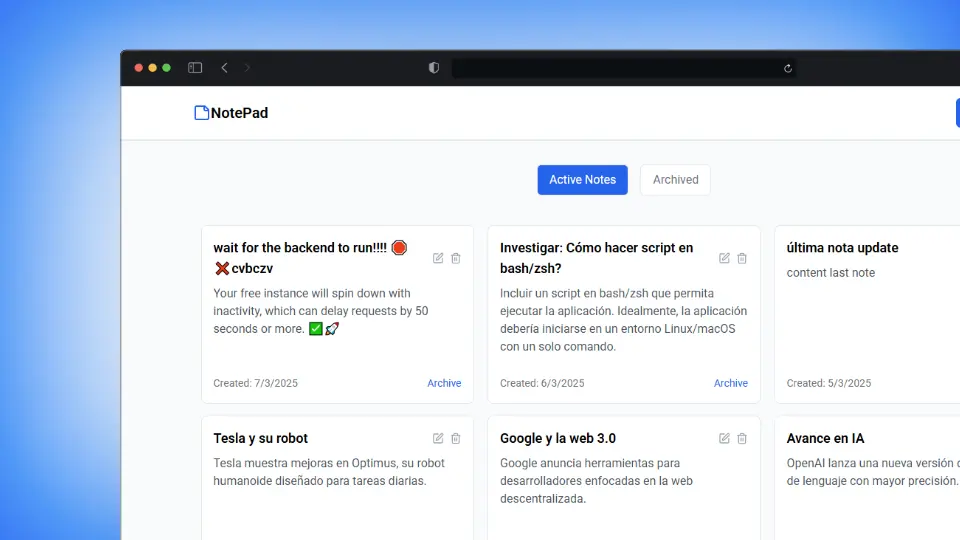 NotePad
Active Notes
Archived
wait for the backend to run!!!! 🛑
❌ cvbczv
Your free instance will spin down with
inactivity, which can delay requests by 50
seconds or more. ✅🚀
Created: 7/3/2025
Archive
Investigar: Cómo hacer script en
bash/zsh?
Incluir un script en bash/zsh que permita
ejecutar la aplicación. Idealmente, la aplicación
debería iniciarse en un entorno Linux/macOS
con un solo comando.
Created: 6/3/2025
Archive
última nota update
content last note
Created: 5/3/2025
Tesla y su robot
Tesla muestra mejoras en Optimus, su robot
humanoide diseñado para tareas diarias.
Google y la web 3.0
Google anuncia herramientas para
desarrolladores enfocadas en la web
descentralizada.
Avance en IA
OpenAI lanza una nueva versión
de lenguaje con mayor precisión.